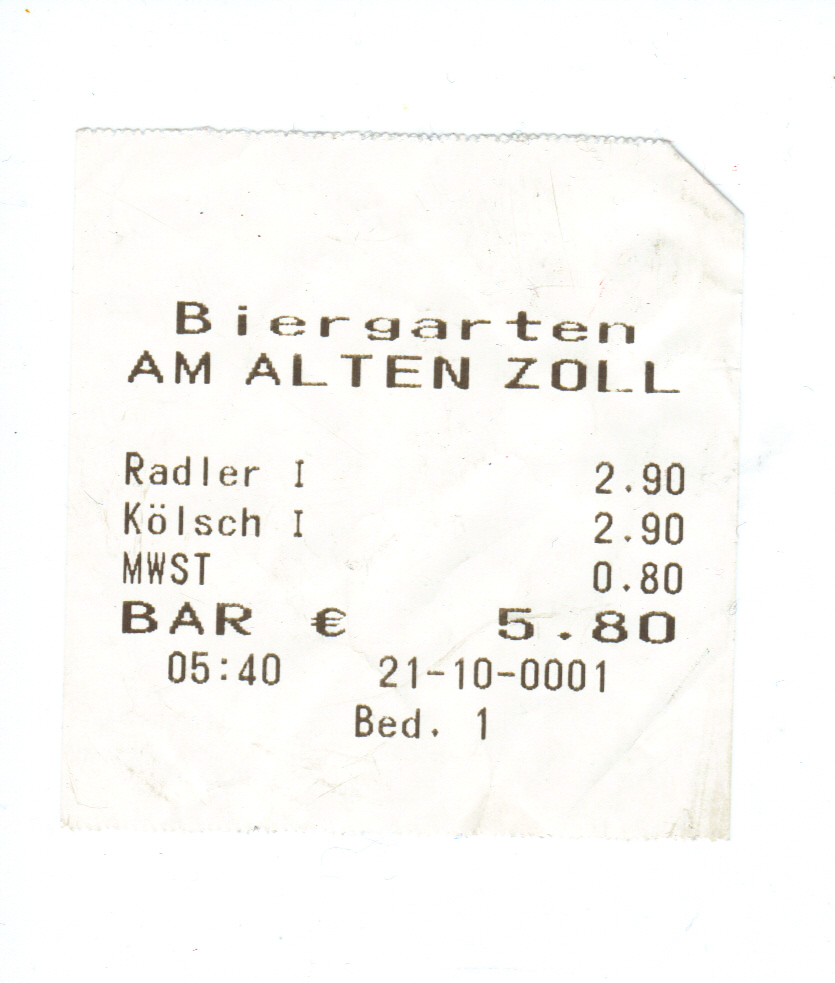 Biergarten
AM ALTEN ZOLL
Radler I 2.90
Kölsch I 2.90
MWST 0.80
BAR € 5.80
05:40 21-10-0001
Bed. 1